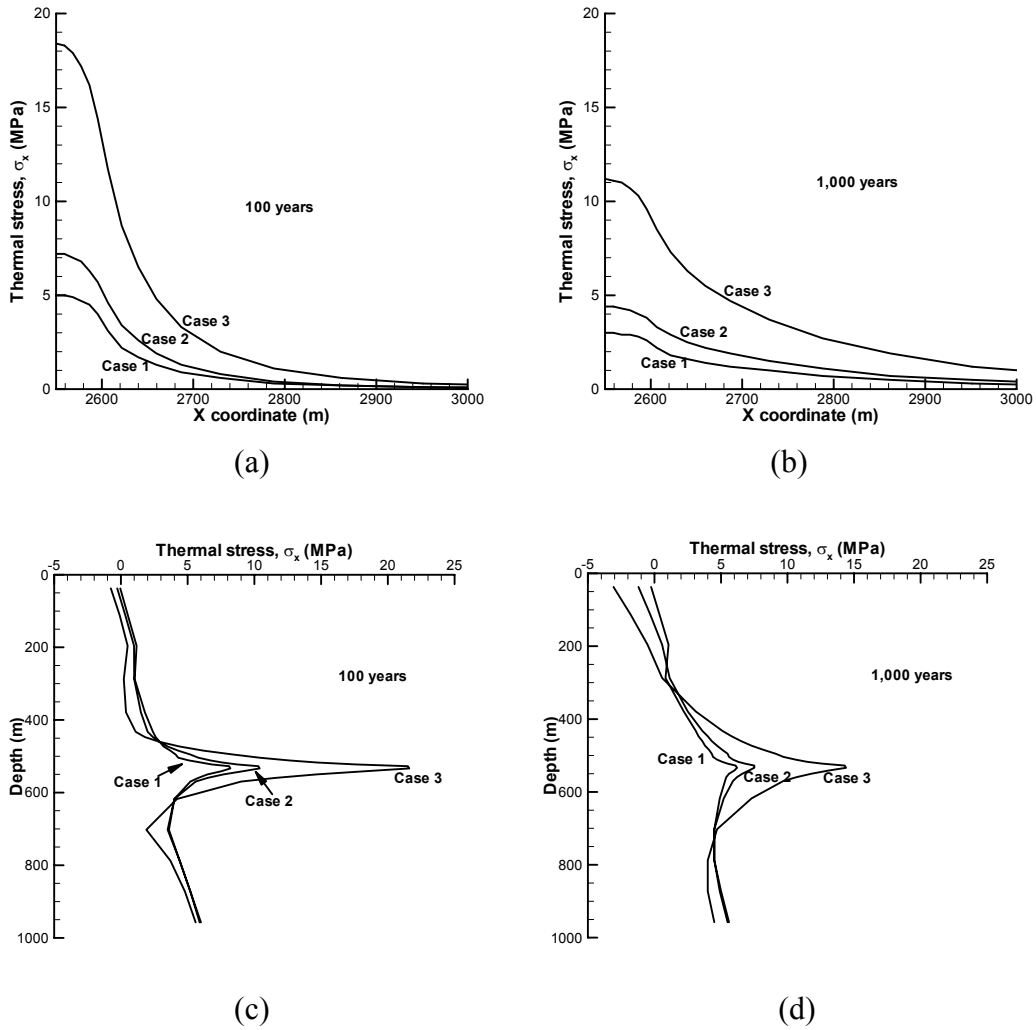 20
15
10
5
0
Thermal stress, σx (MPa)
100 years
Case 3
Case 2
Case 1
2600 2700 2800 2900 3000
X coordinate (m)
(a)
20
15
10
5
0
Thermal stress, σx (MPa)
1,000 years
Case 3
Case 2
Case 1
2600 2700 2800 2900 3000
X coordinate (m)
(b)
Thermal stress, σx (MPa)
-5 0 5 10 15 20 25
0
200
400
600
800
1000
Depth (m)
100 years
Case 1
Case 2
Case 3
(c)
Thermal stress, σx (MPa)
-5 0 5 10 15 20 25
0
200
400
600
800
1000
Depth (m)
1,000 years
Case 1
Case 2
Case 3
(d)